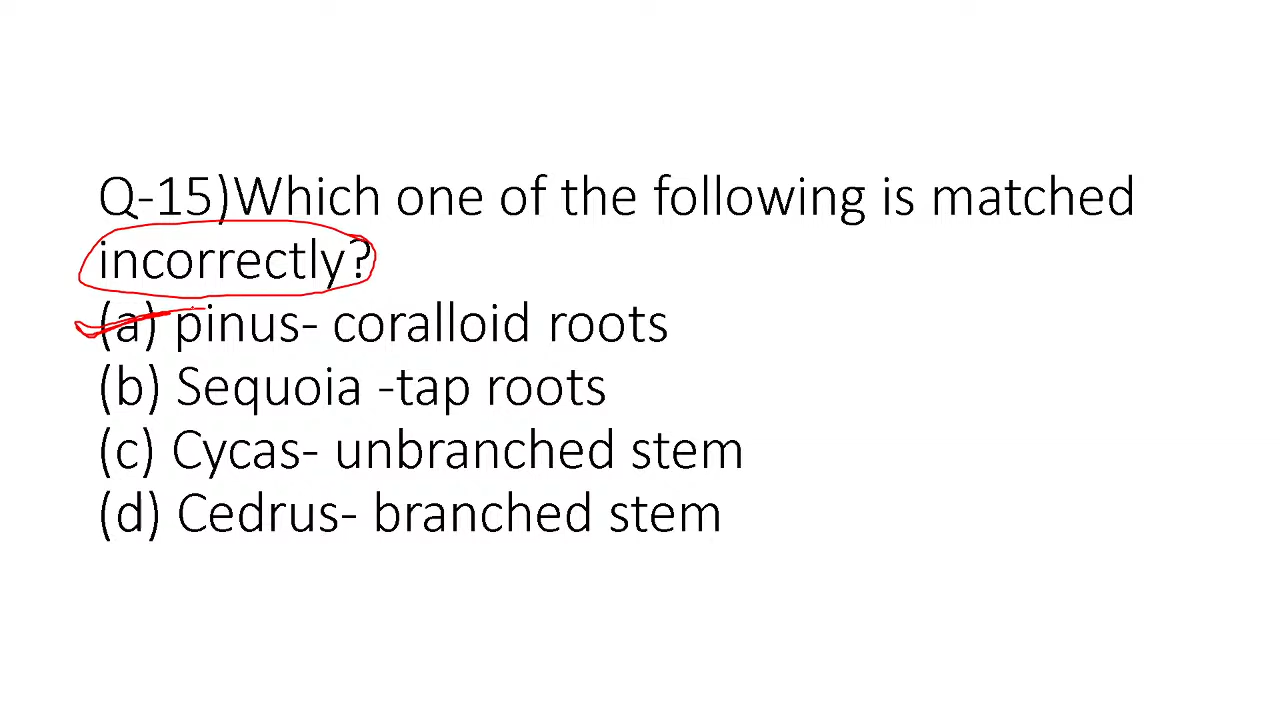 Q-15)Which one of the following is matched
incorrectly?
(a) pinus- coralloid roots
(b) Sequoia -tap roots
(c) Cycas- unbranched stem
(d) Cedrus- branched stem